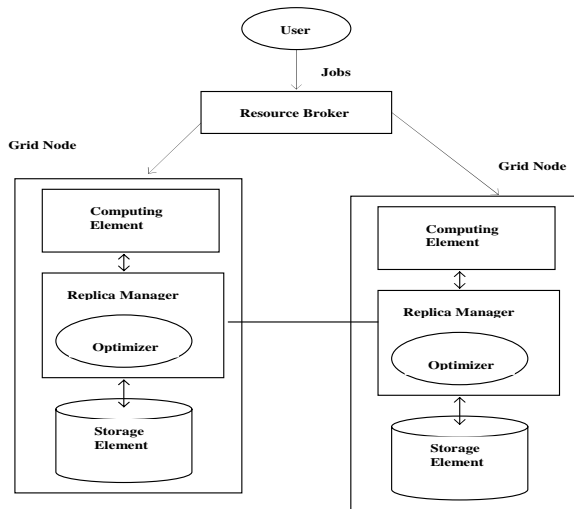 User
Jobs
Resource Broker
Grid Node
Grid Node
Computing
Element
Replica Manager
Optimizer
Storage
Element
Computing
Element
Replica Manager
Optimizer
Storage
Element